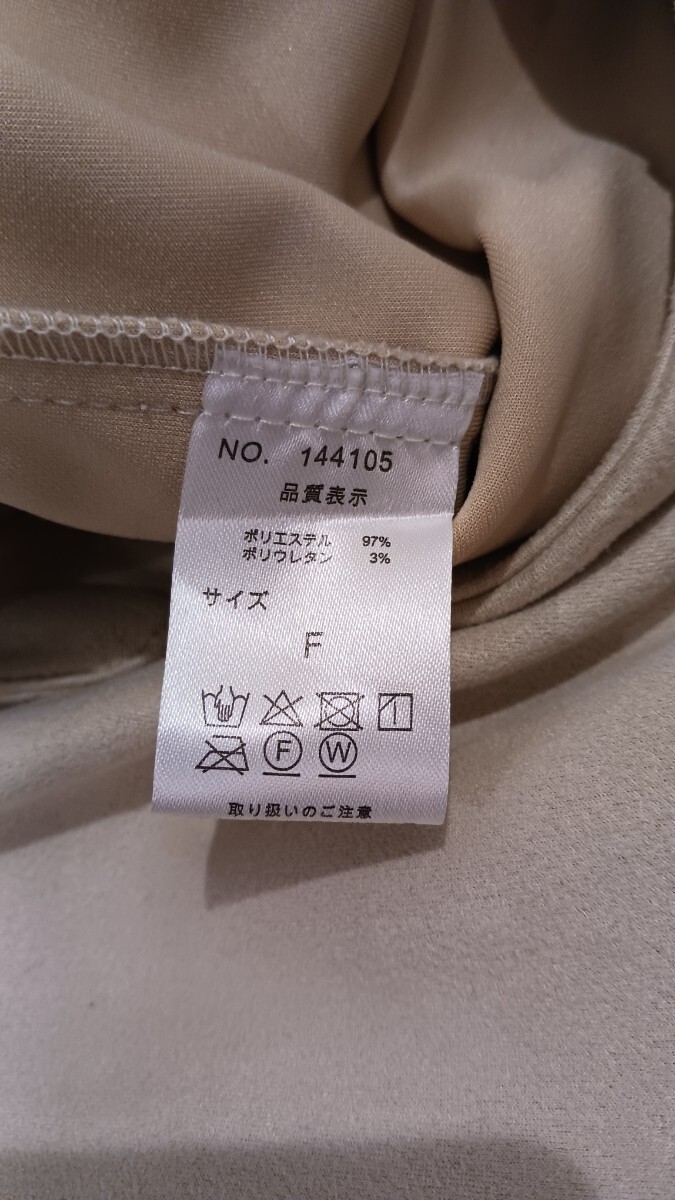 NO. 144105
品質表示
ポリエステル 97%
ポリウレタン 3%
サイズ
F
F W
取り扱いのご注意